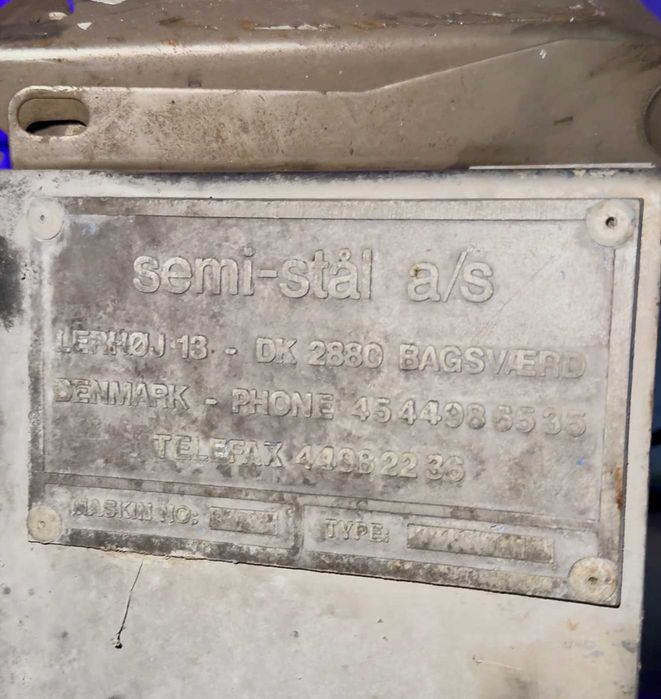 semi-stål a/s
LERHØJ 13 - DK 2880 BAGSVÆRD
DENMARK - PHONE 45 44 98 65 35
TELEFAX 44 98 22 36
MASKIN NO:
TYPE: